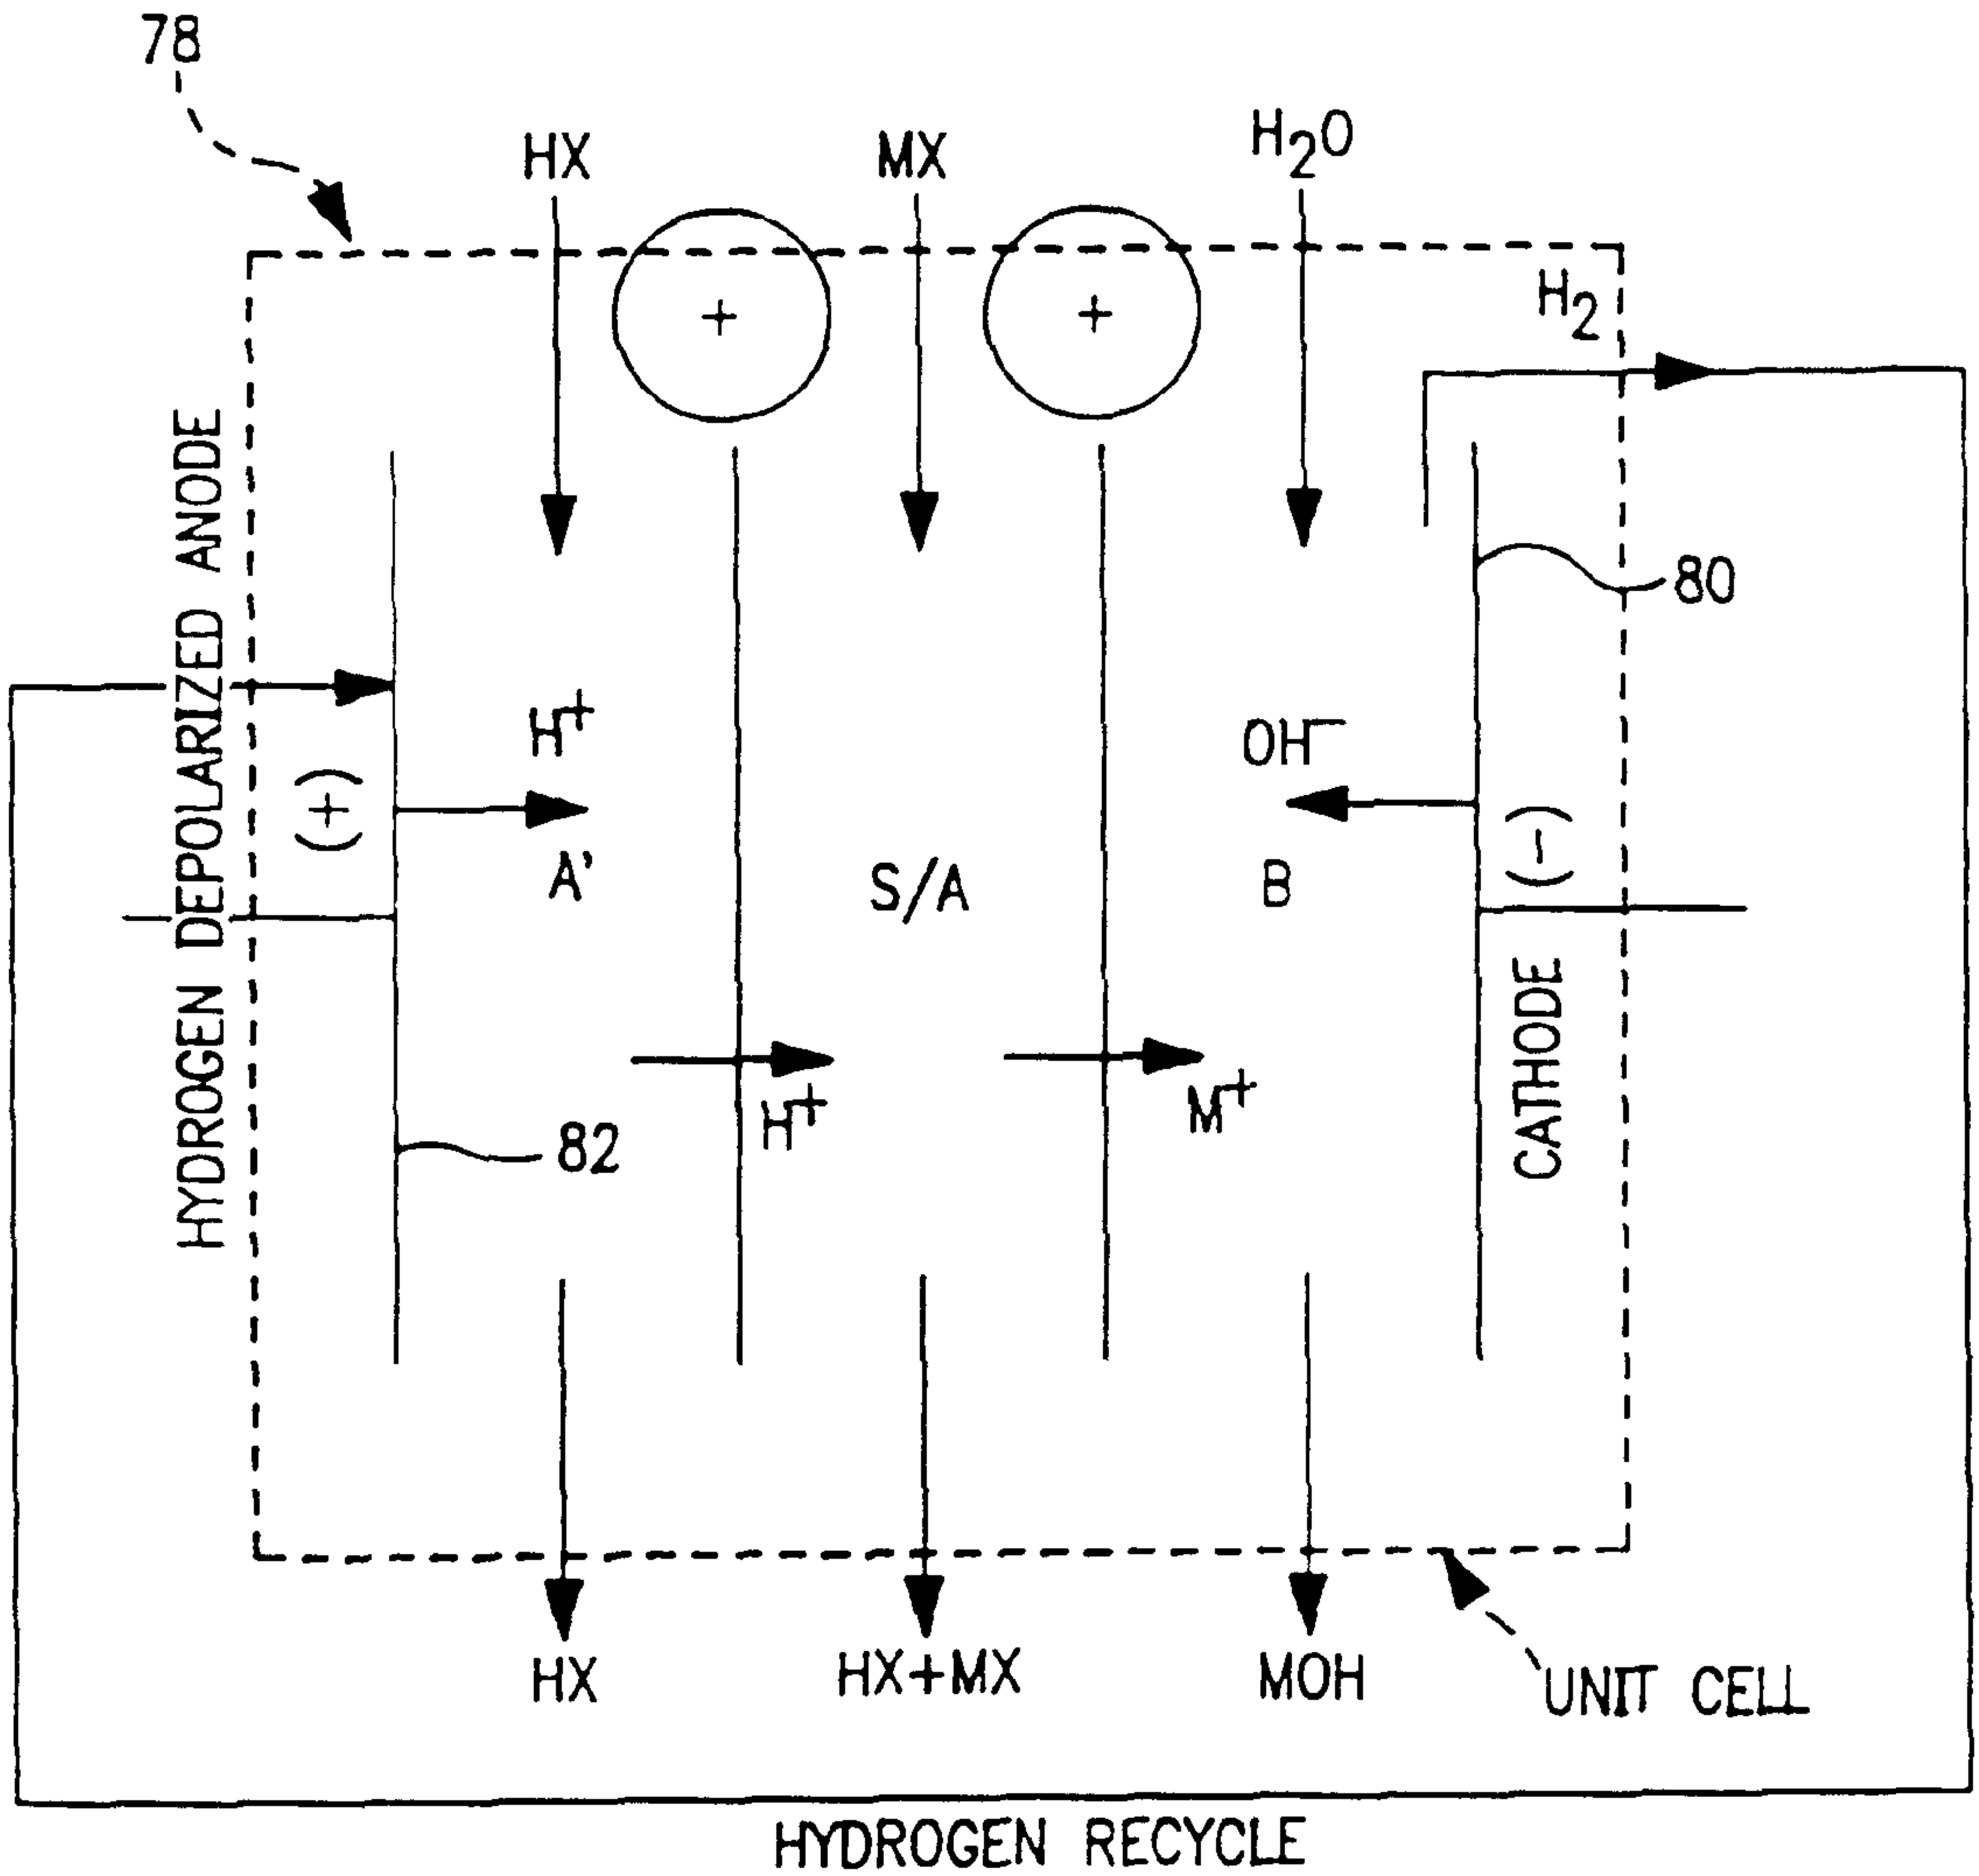 78
HX
MX
H2O
+
+
H2
HYDROGEN DEPOLARIZED ANODE
80
H+
OH−
(+)
(−)
A'
S/A
B
CATHODE
H+
M+
82
HX
HX+MX
MOH
UNIT CELL
HYDROGEN RECYCLE